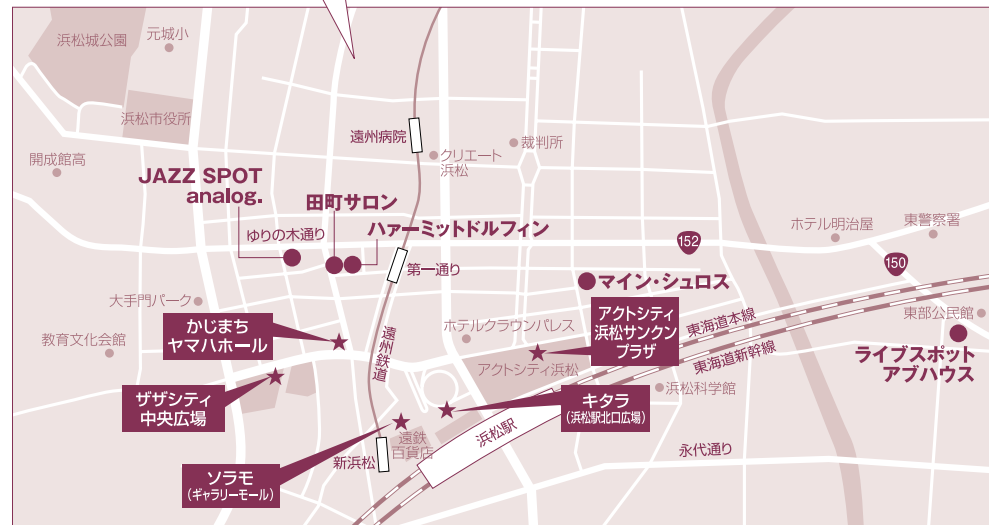 浜松城公園
元城小
浜松市役所
開成館高
遠州病院
クリエート
浜松
裁判所
JAZZ SPOT
analog.
田町サロン
ハァーミットドルフィン
ゆりの木通り
第一通り
152
ホテル明治屋
東警察署
150
マイン・シュロス
大手門パーク
教育文化会館
かじまち
ヤマハホール
遠州鉄道
ホテルクラウンパレス
アクトシティ
浜松サンクン
プラザ
アクトシティ浜松
東海道本線
東海道新幹線
東部公民館
ライブスポット
アブハウス
ザザシティ
中央広場
キタラ
(浜松駅北口広場)
浜松科学館
遠鉄
百貨店
新浜松
浜松駅
永代通り
ソラモ
(ギャラリーモール)